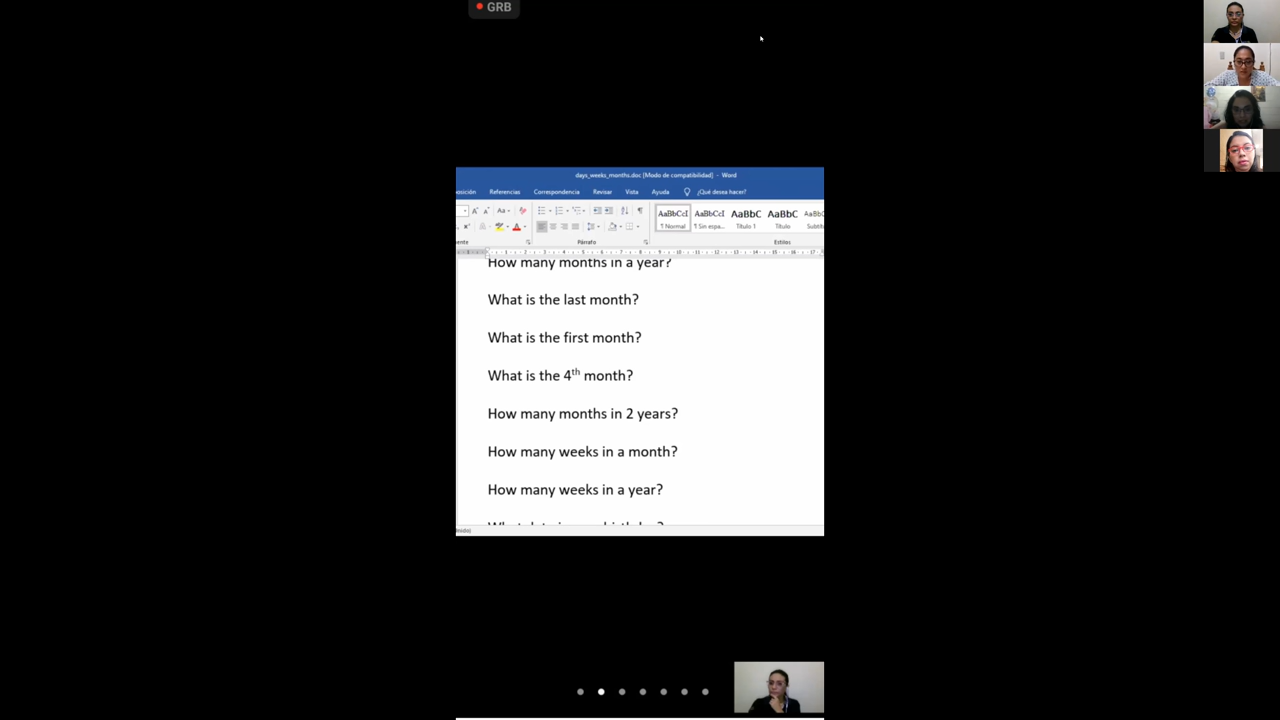 GRB
days_weeks_months.doc [Modo de compatibilidad] - Word
Referencias Correspondencia Revisar Vista Ayuda ¿Qué desea hacer?
AaBbCcI AaBbCcI AaBbC AaBbC
¶ Normal ¶ Sin espa... Título 1 Título
Párrafo Estilos
How many months in a year?
What is the last month?
What is the first month?
What is the 4th month?
How many months in 2 years?
How many weeks in a month?
How many weeks in a year?